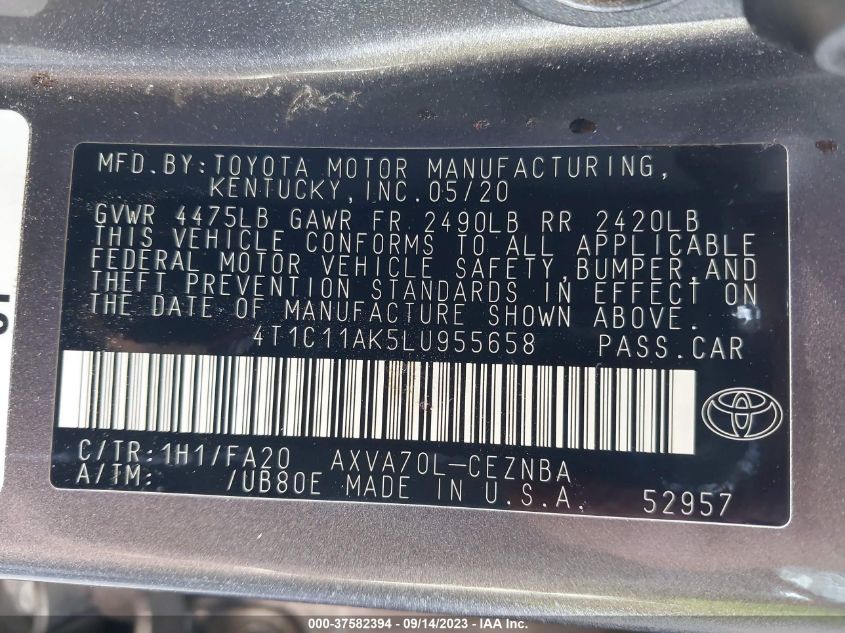 MFD.BY:TOYOTA MOTOR MANUFACTURING,
KENTUCKY,INC.05/20
GVWR 4475LB GAWR FR 2490LB RR 2420LB
THIS VEHICLE CONFORMS TO ALL APPLICABLE
FEDERAL MOTOR VEHICLE SAFETY,BUMPER,AND
THEFT PREVENTION STANDARDS IN EFFECT ON
THE DATE OF MANUFACTURE SHOWN ABOVE.
4T1C11AK5LU955658 PASS.CAR
C/TR:1H1/FA20 AXVA70L-CEZNBA
A/TM: /UB80E MADE IN U.S.A. 52957
000-37582394 - 09/14/2023 - IAA Inc.